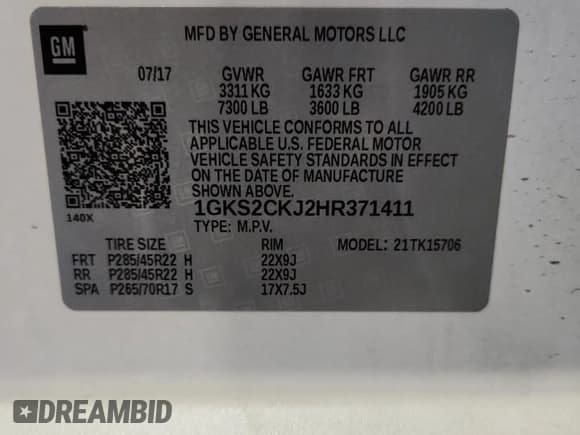 GM
MFD BY GENERAL MOTORS LLC
07/17 GVWR GAWR FRT GAWR RR
3311 KG 1633 KG 1905 KG
7300 LB 3600 LB 4200 LB
THIS VEHICLE CONFORMS TO ALL
APPLICABLE U.S. FEDERAL MOTOR
VEHICLE SAFETY STANDARDS IN EFFECT
ON THE DATE OF MANUFACTURE
SHOWN ABOVE.
140X
1GKS2CKJ2HR371411
TYPE: M.P.V.
TIRE SIZE RIM MODEL: 21TK15706
FRT P285/45R22 H 22X9J
RR P285/45R22 H 22X9J
SPA P265/70R17 S 17X7.5J
DREAMBID